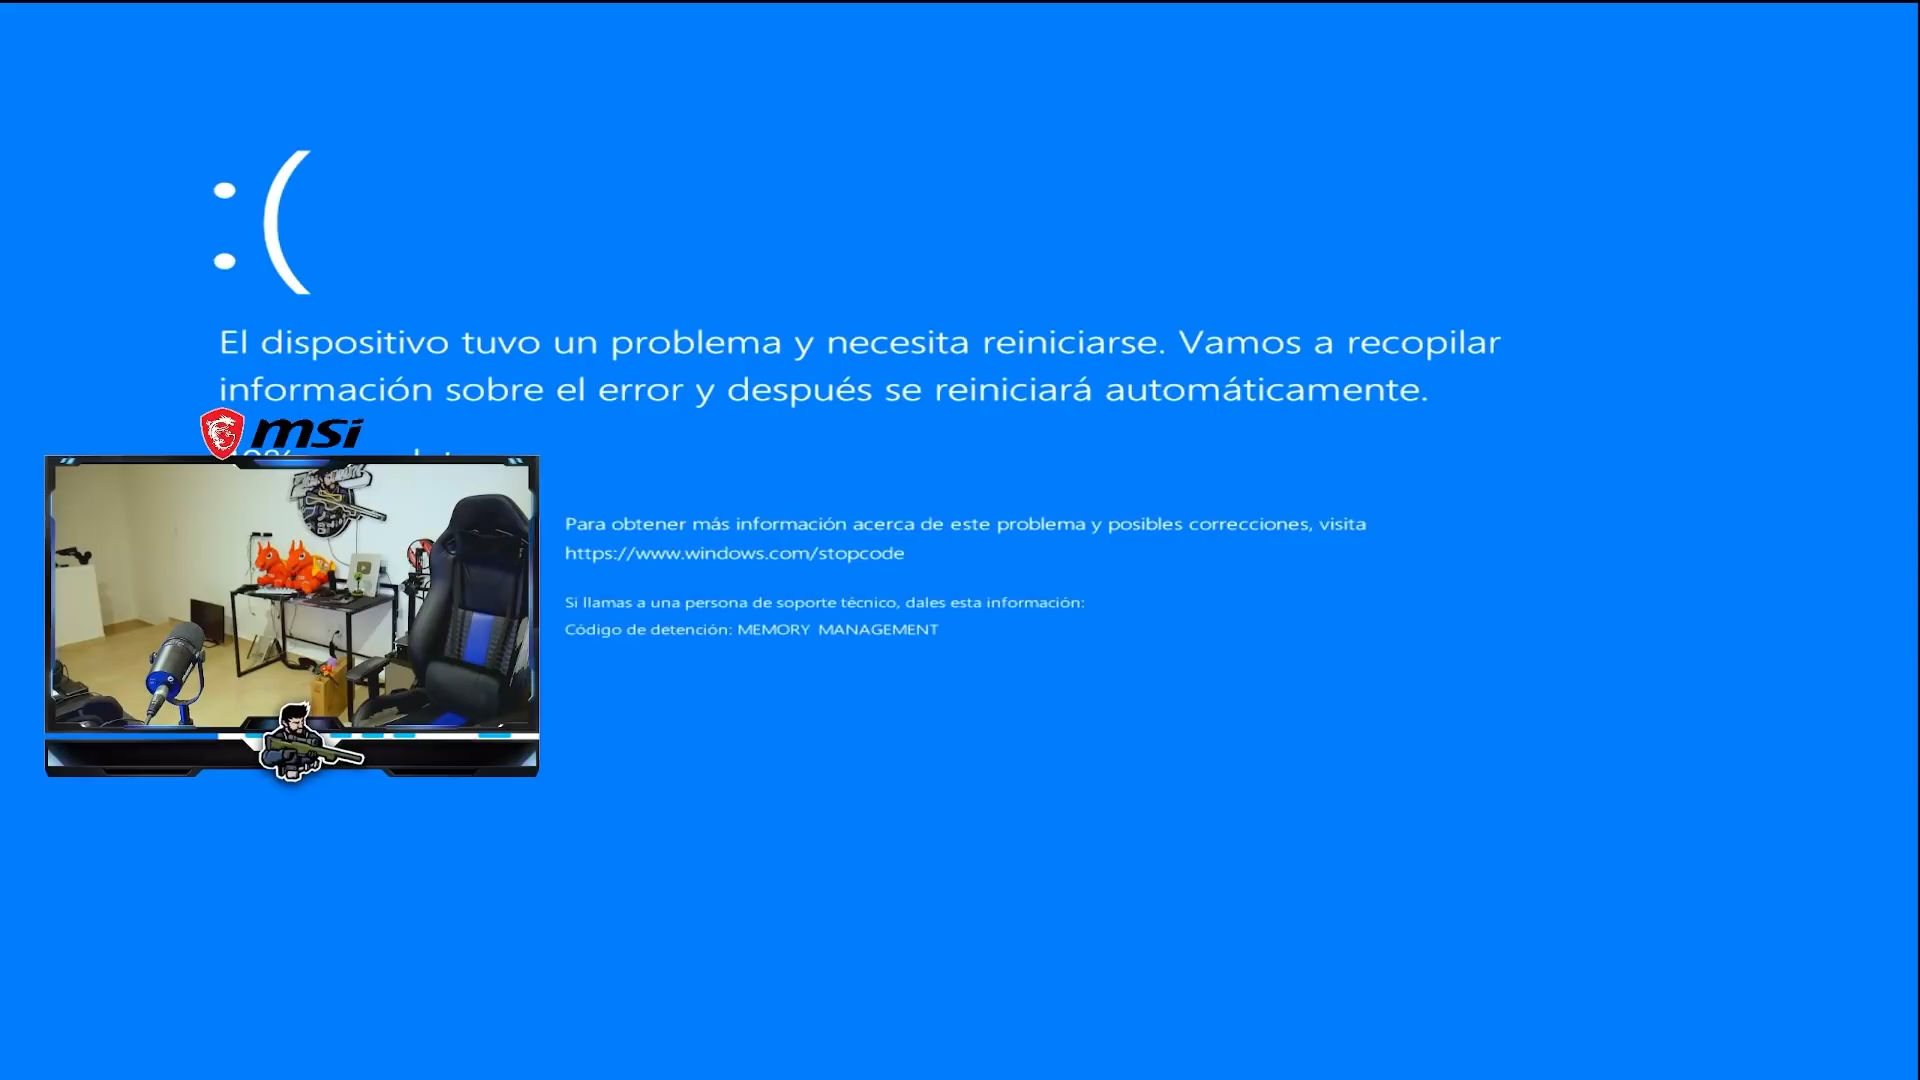 :(
El dispositivo tuvo un problema y necesita reiniciarse. Vamos a recopilar
información sobre el error y después se reiniciará automáticamente.
msi
Para obtener más información acerca de este problema y posibles correcciones, visita
https://www.windows.com/stopcode
Si llamas a una persona de soporte técnico, dales esta información:
Código de detención: MEMORY MANAGEMENT